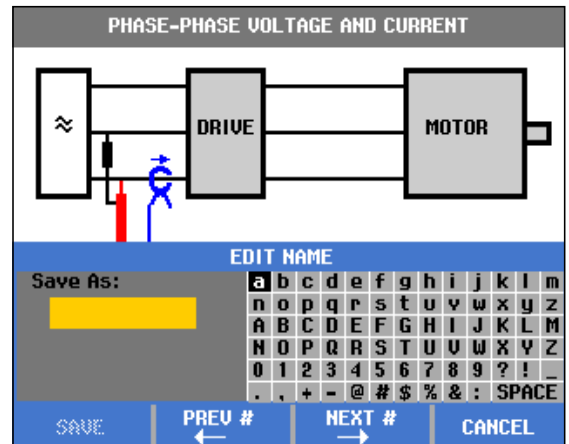 PHASE-PHASE VOLTAGE AND CURRENT
≈ DRIVE MOTOR
EDIT NAME
Save As:
a b c d e f g h i j k l m
n o p q r s t u v w x y z
A B C D E F G H I J K L M
N O P Q R S T U V W X Y Z
0 1 2 3 4 5 6 7 8 9 ? ! _
. , + - @ # $ % & : SPACE
SAVE PREV # NEXT # CANCEL